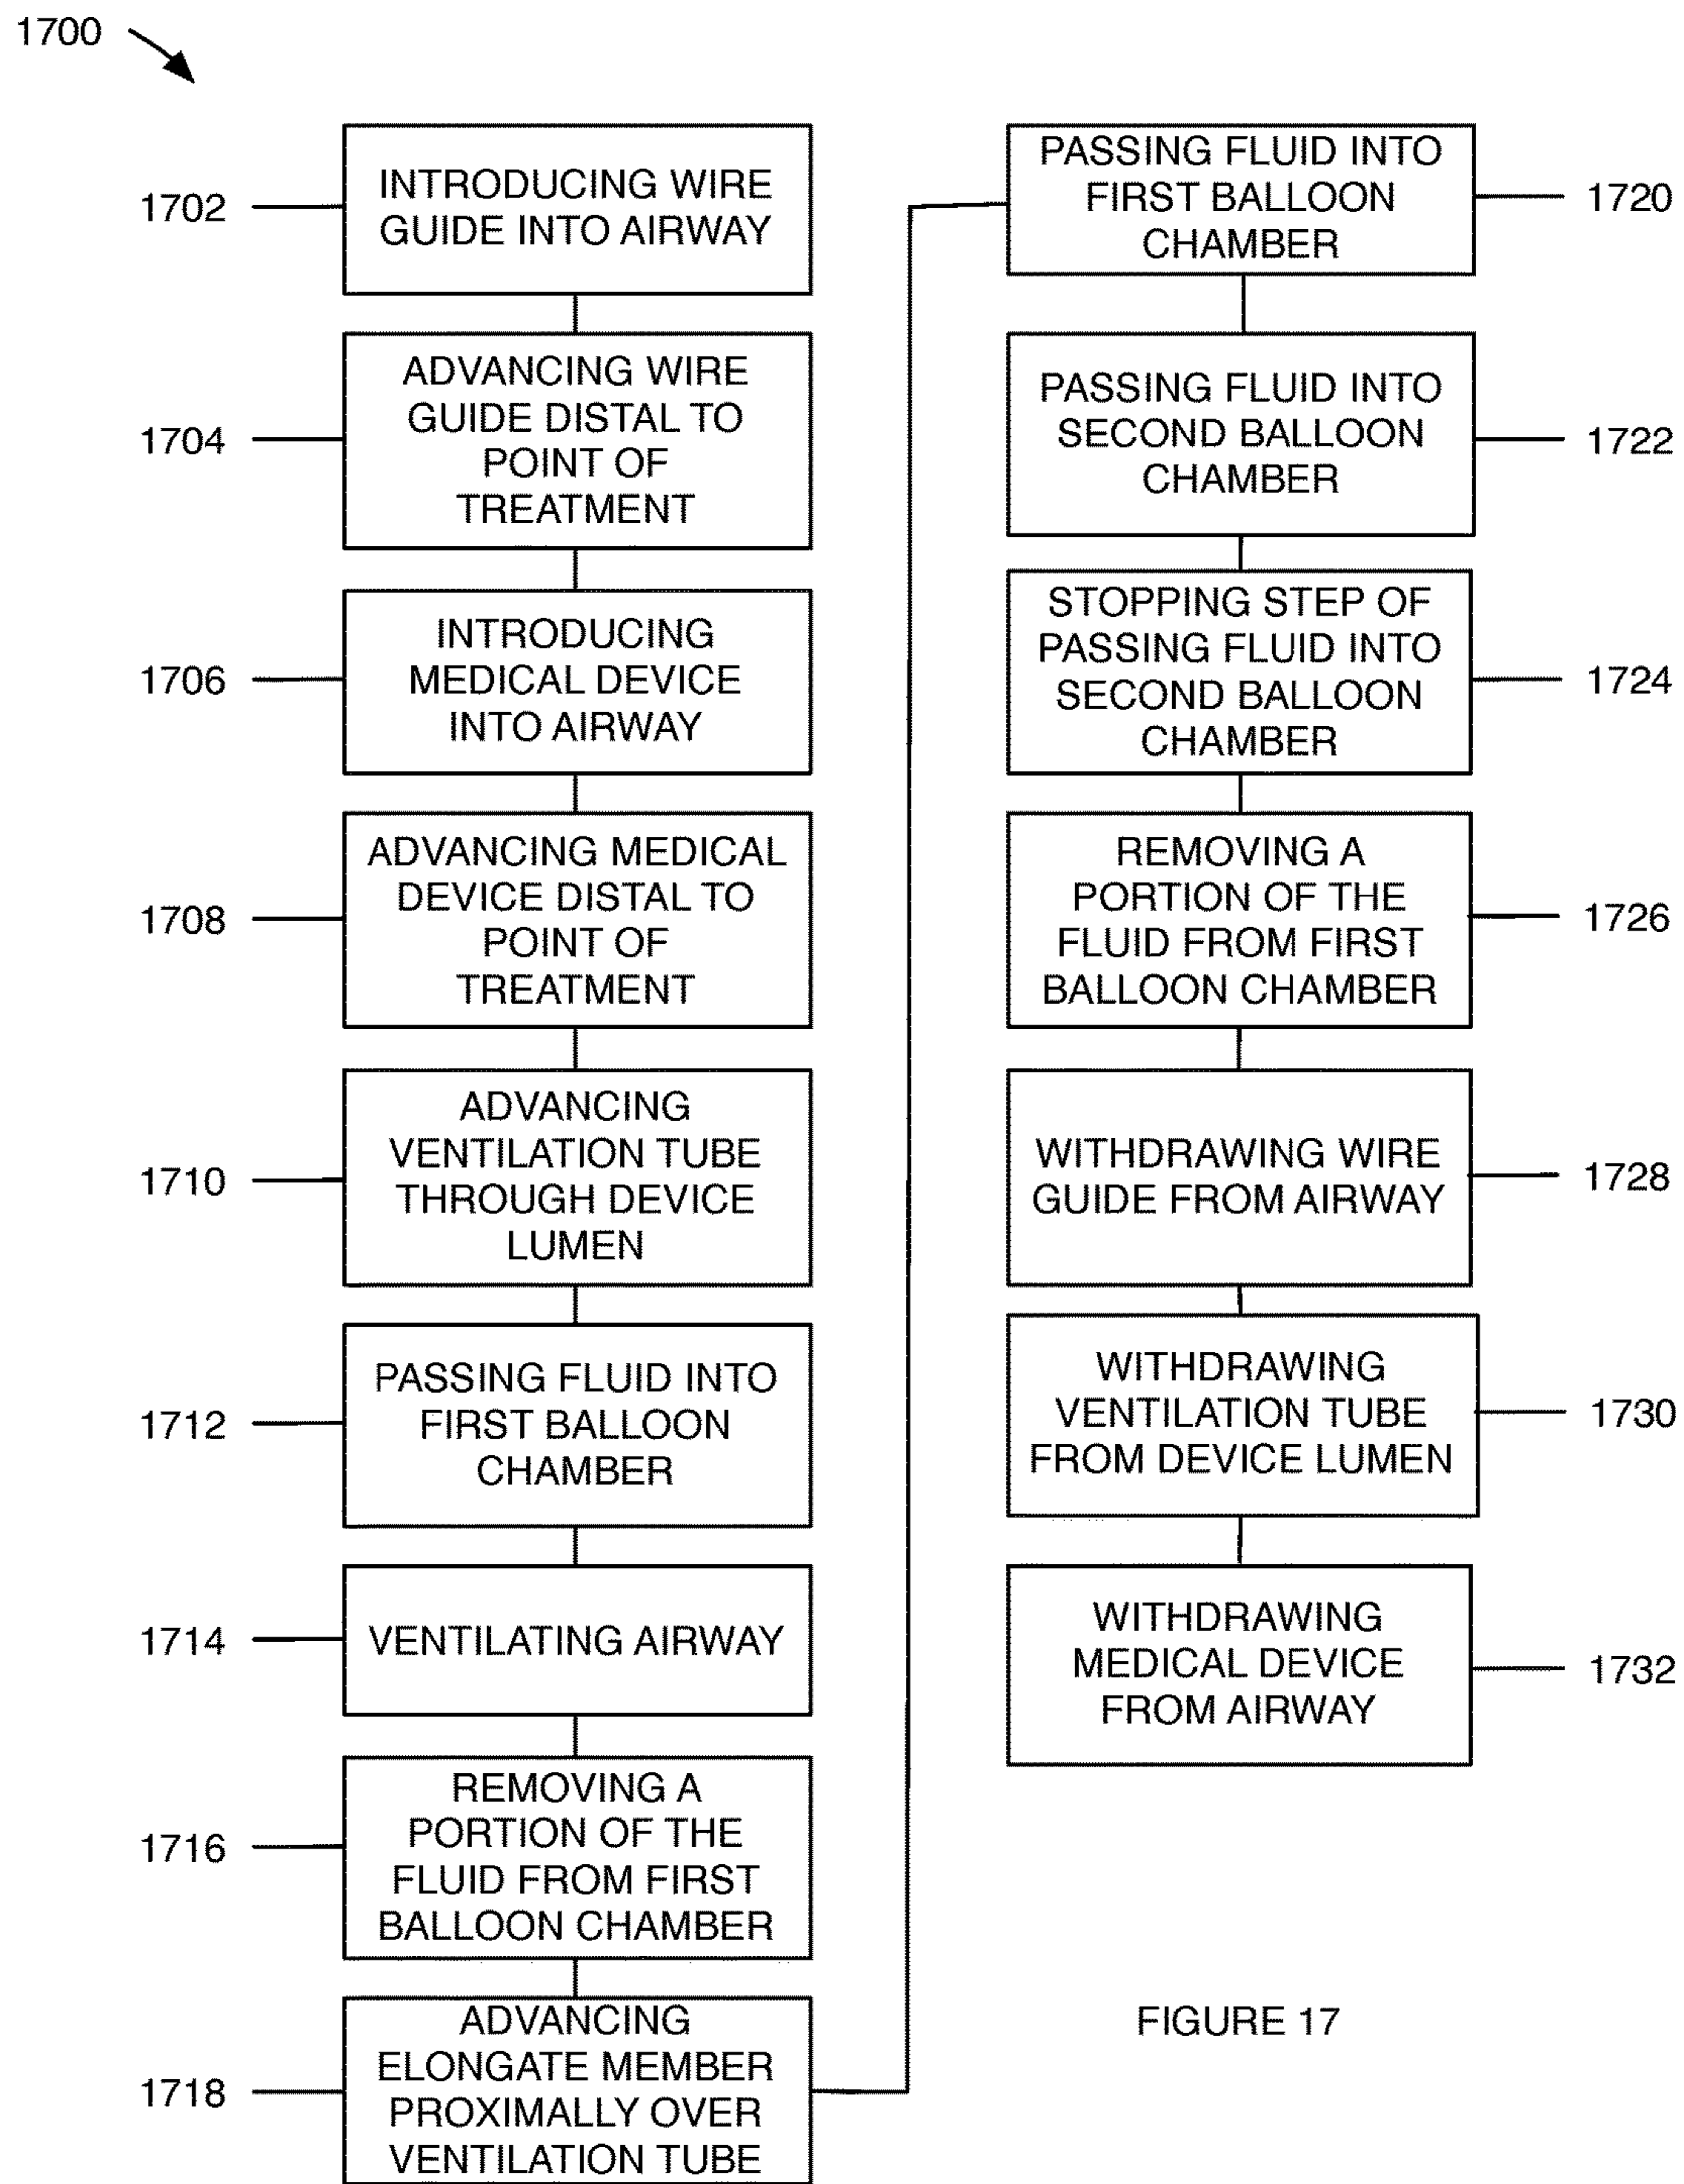 1700
1702
INTRODUCING WIRE
GUIDE INTO AIRWAY
1704
ADVANCING WIRE
GUIDE DISTAL TO
POINT OF
TREATMENT
1706
INTRODUCING
MEDICAL DEVICE
INTO AIRWAY
1708
ADVANCING MEDICAL
DEVICE DISTAL TO
POINT OF
TREATMENT
1710
ADVANCING
VENTILATION TUBE
THROUGH DEVICE
LUMEN
1712
PASSING FLUID INTO
FIRST BALLOON
CHAMBER
1714
VENTILATING AIRWAY
1716
REMOVING A
PORTION OF THE
FLUID FROM FIRST
BALLOON CHAMBER
1718
ADVANCING
ELONGATE MEMBER
PROXIMALLY OVER
VENTILATION TUBE
PASSING FLUID INTO
FIRST BALLOON
CHAMBER
1720
PASSING FLUID INTO
SECOND BALLOON
CHAMBER
1722
STOPPING STEP OF
PASSING FLUID INTO
SECOND BALLOON
CHAMBER
1724
REMOVING A
PORTION OF THE
FLUID FROM FIRST
BALLOON CHAMBER
1726
WITHDRAWING WIRE
GUIDE FROM AIRWAY
1728
WITHDRAWING
VENTILATION TUBE
FROM DEVICE LUMEN
1730
WITHDRAWING
MEDICAL DEVICE
FROM AIRWAY
1732
FIGURE 17